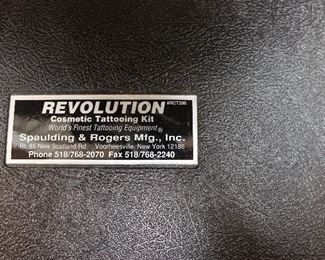 #RCT200
REVOLUTION
Cosmetic Tattooing Kit
World's Finest Tattooing Equipment®
Spaulding & Rogers Mfg., Inc.
Rt. 85 New Scotland Rd. Voorheesville, New York 12186
Phone 518/768-2070 Fax 518/768-2240